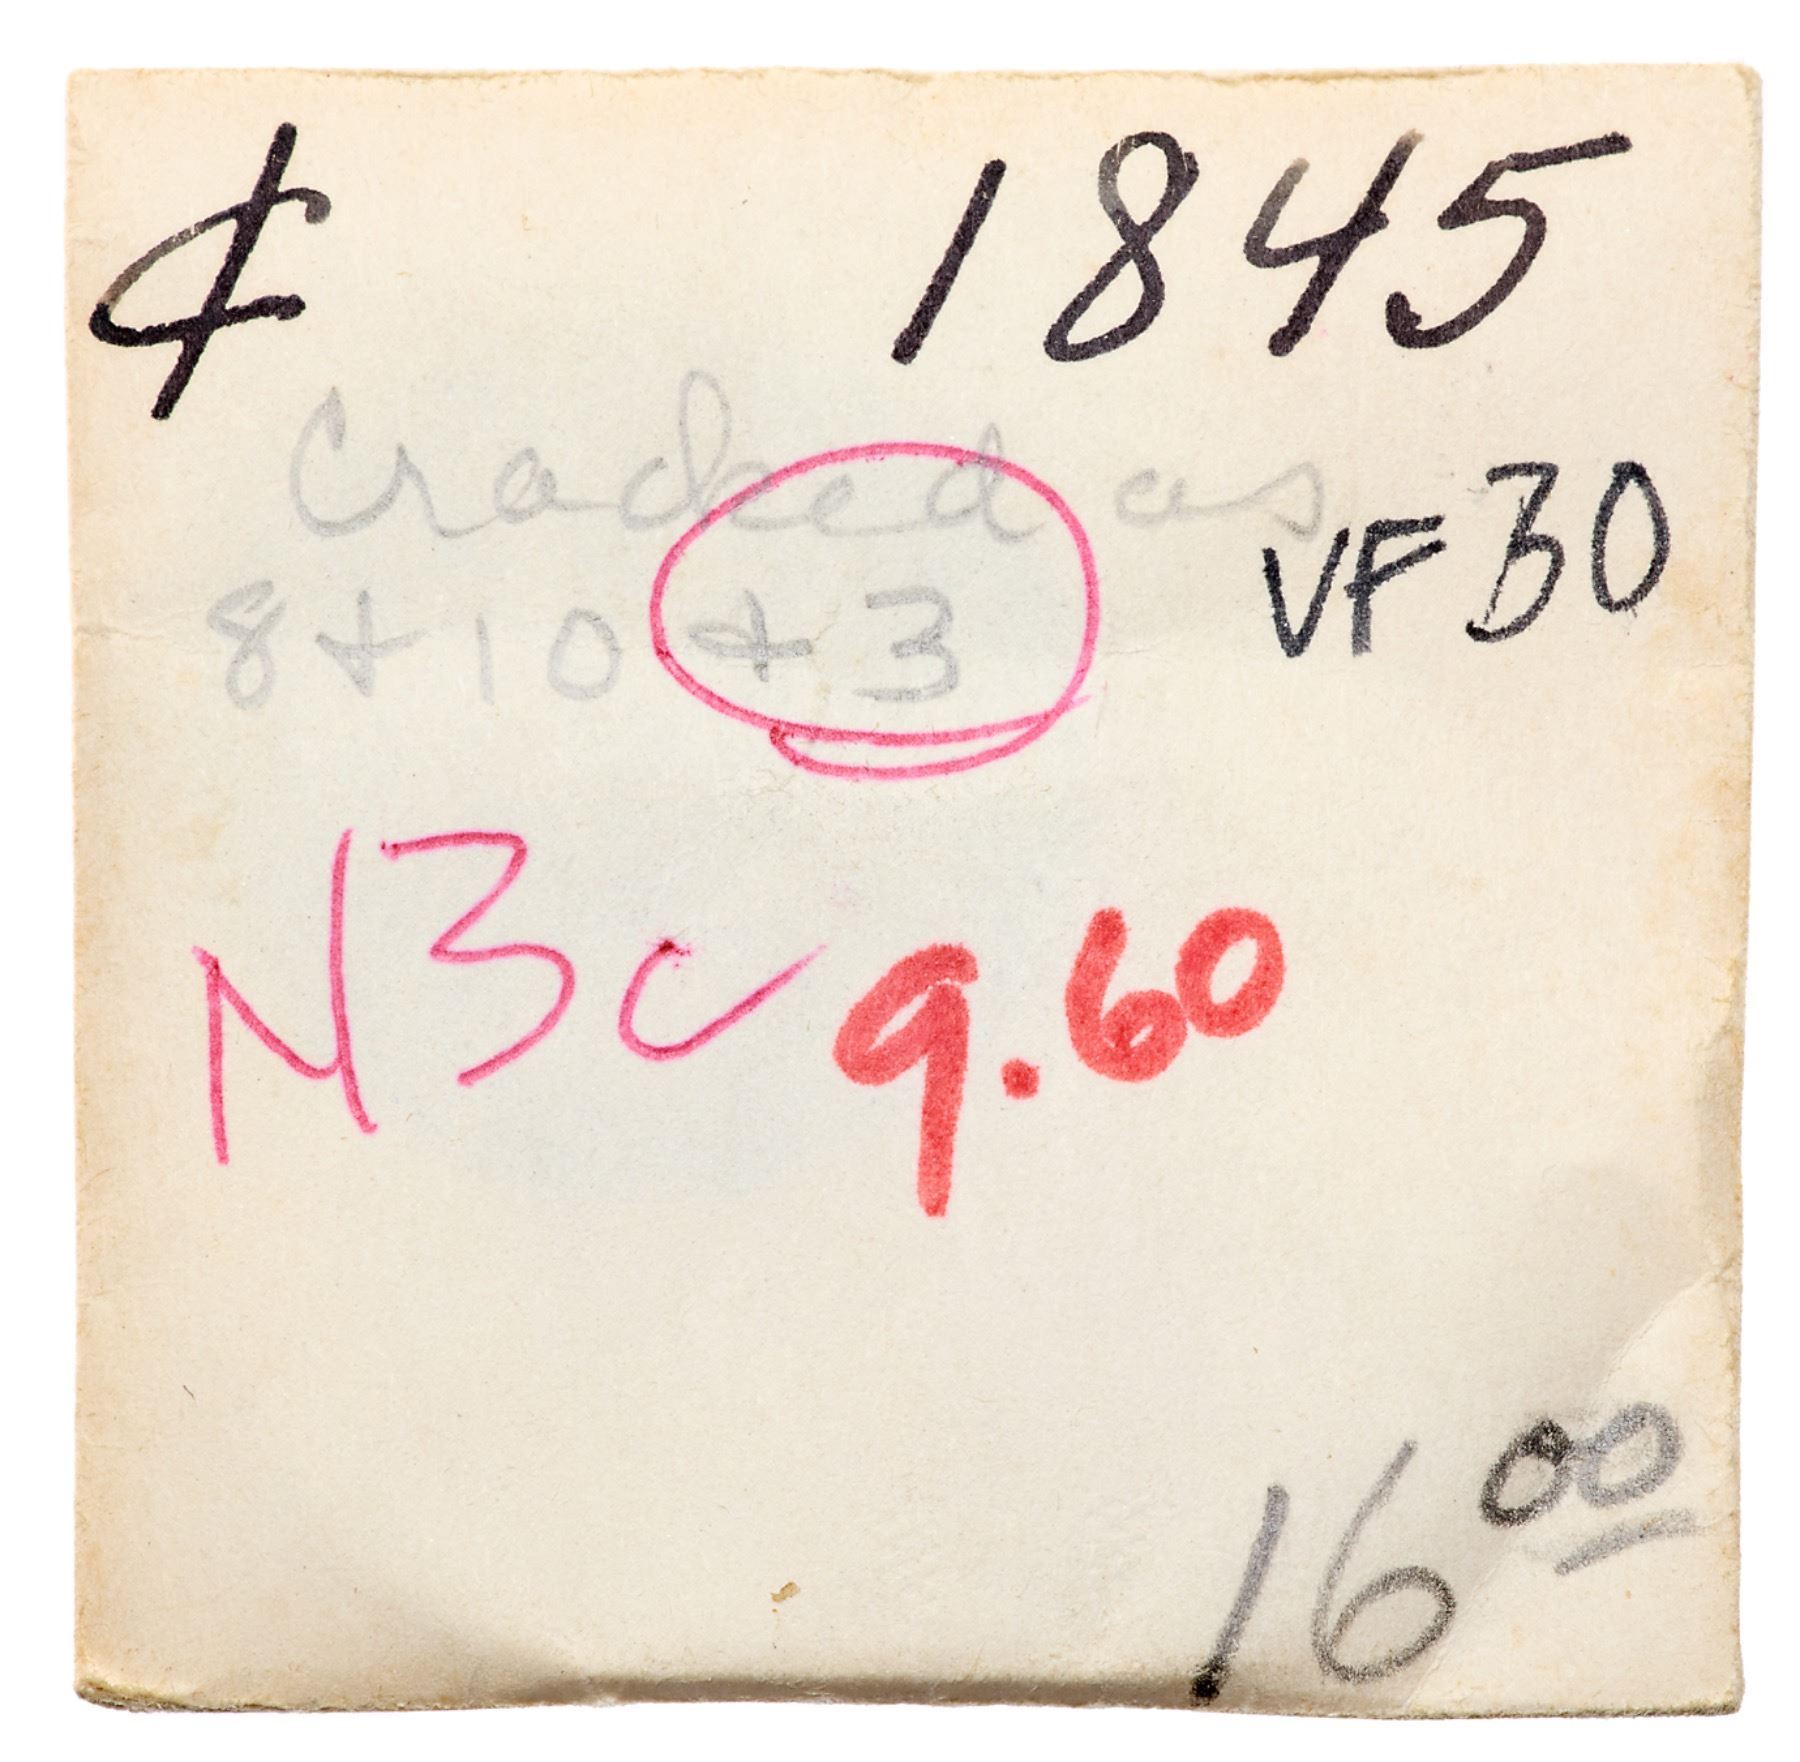 ¢ 1845
Cracked as
VF 30
8 + 10 + 3
N3c 9.60
16 00